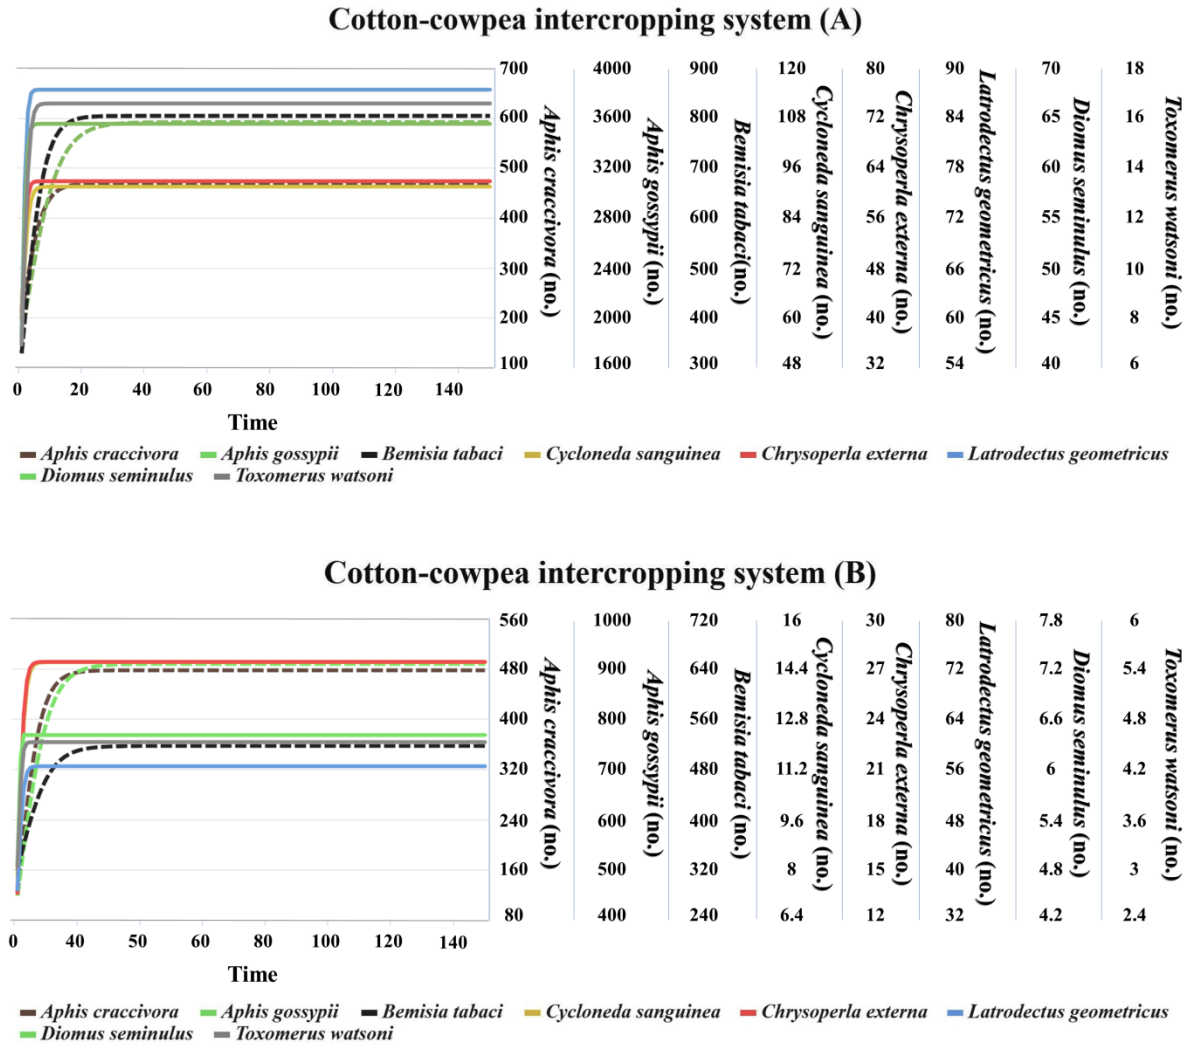 Cotton-cowpea intercropping system (A)
700 4000 900 120 80 90 70 18
600 3600 800 108 72 84 65 16
500 3200 700 96 64 78 60 14
400 2800 600 84 56 72 55 12
300 2400 500 72 48 66 50 10
200 2000 400 60 40 60 45 8
100 1600 300 48 32 54 40 6
Aphis craccivora (no.)
Aphis gossypii (no.)
Bemisia tabaci(no.)
Cycloneda sanguinea (no.)
Chrysoperla externa (no.)
Latrodectus geometricus (no.)
Diomus seminulus (no.)
Toxomerus watsoni (no.)
0 20 40 60 80 100 120 140
Time
Aphis craccivora Aphis gossypii Bemisia tabaci Cycloneda sanguinea Chrysoperla externa Latrodectus geometricus
Diomus seminulus Toxomerus watsoni
Cotton-cowpea intercropping system (B)
560 1000 720 16 30 80 7.8 6
480 900 640 14.4 27 72 7.2 5.4
400 800 560 12.8 24 64 6.6 4.8
320 700 480 11.2 21 56 6 4.2
240 600 400 9.6 18 48 5.4 3.6
160 500 320 8 15 40 4.8 3
80 400 240 6.4 12 32 4.2 2.4
Aphis craccivora (no.)
Aphis gossypii (no.)
Bemisia tabaci (no.)
Cycloneda sanguinea (no.)
Chrysoperla externa (no.)
Latrodectus geometricus (no.)
Diomus seminulus (no.)
Toxomerus watsoni (no.)
0 40 50 60 80 100 120 140
Time
Aphis craccivora Aphis gossypii Bemisia tabaci Cycloneda sanguinea Chrysoperla externa Latrodectus geometricus
Diomus seminulus Toxomerus watsoni